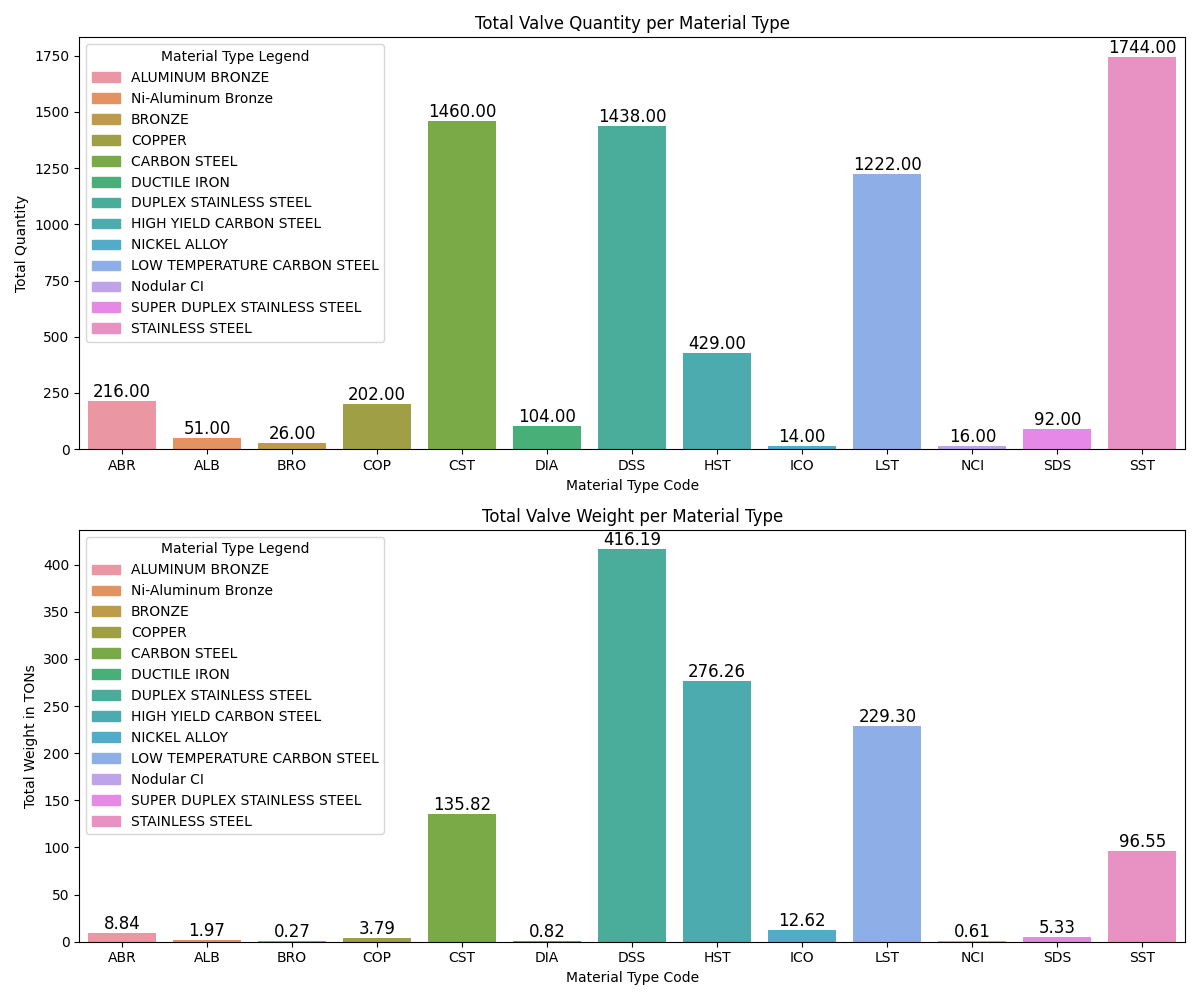 Total Valve Quantity per Material Type
Total Quantity
1750
1500
1250
1000
750
500
250
0
Material Type Legend
ALUMINUM BRONZE
Ni-Aluminum Bronze
BRONZE
COPPER
CARBON STEEL
DUCTILE IRON
DUPLEX STAINLESS STEEL
HIGH YIELD CARBON STEEL
NICKEL ALLOY
LOW TEMPERATURE CARBON STEEL
Nodular CI
SUPER DUPLEX STAINLESS STEEL
STAINLESS STEEL
216.00
51.00
26.00
202.00
1460.00
104.00
1438.00
429.00
14.00
1222.00
16.00
92.00
1744.00
ABR ALB BRO COP CST DIA DSS HST ICO LST NCI SDS SST
Material Type Code
Total Valve Weight per Material Type
Total Weight in TONs
400
350
300
250
200
150
100
50
0
Material Type Legend
ALUMINUM BRONZE
Ni-Aluminum Bronze
BRONZE
COPPER
CARBON STEEL
DUCTILE IRON
DUPLEX STAINLESS STEEL
HIGH YIELD CARBON STEEL
NICKEL ALLOY
LOW TEMPERATURE CARBON STEEL
Nodular CI
SUPER DUPLEX STAINLESS STEEL
STAINLESS STEEL
8.84
1.97
0.27
3.79
135.82
0.82
416.19
276.26
12.62
229.30
0.61
5.33
96.55
ABR ALB BRO COP CST DIA DSS HST ICO LST NCI SDS SST
Material Type Code